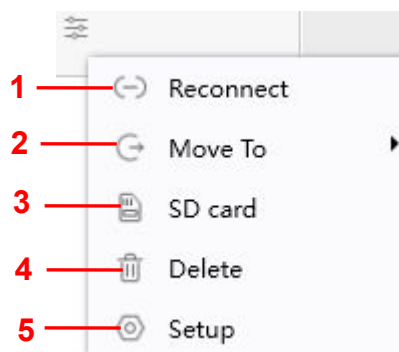 1 Reconnect
2 Move To
3 SD card
4 Delete
5 Setup